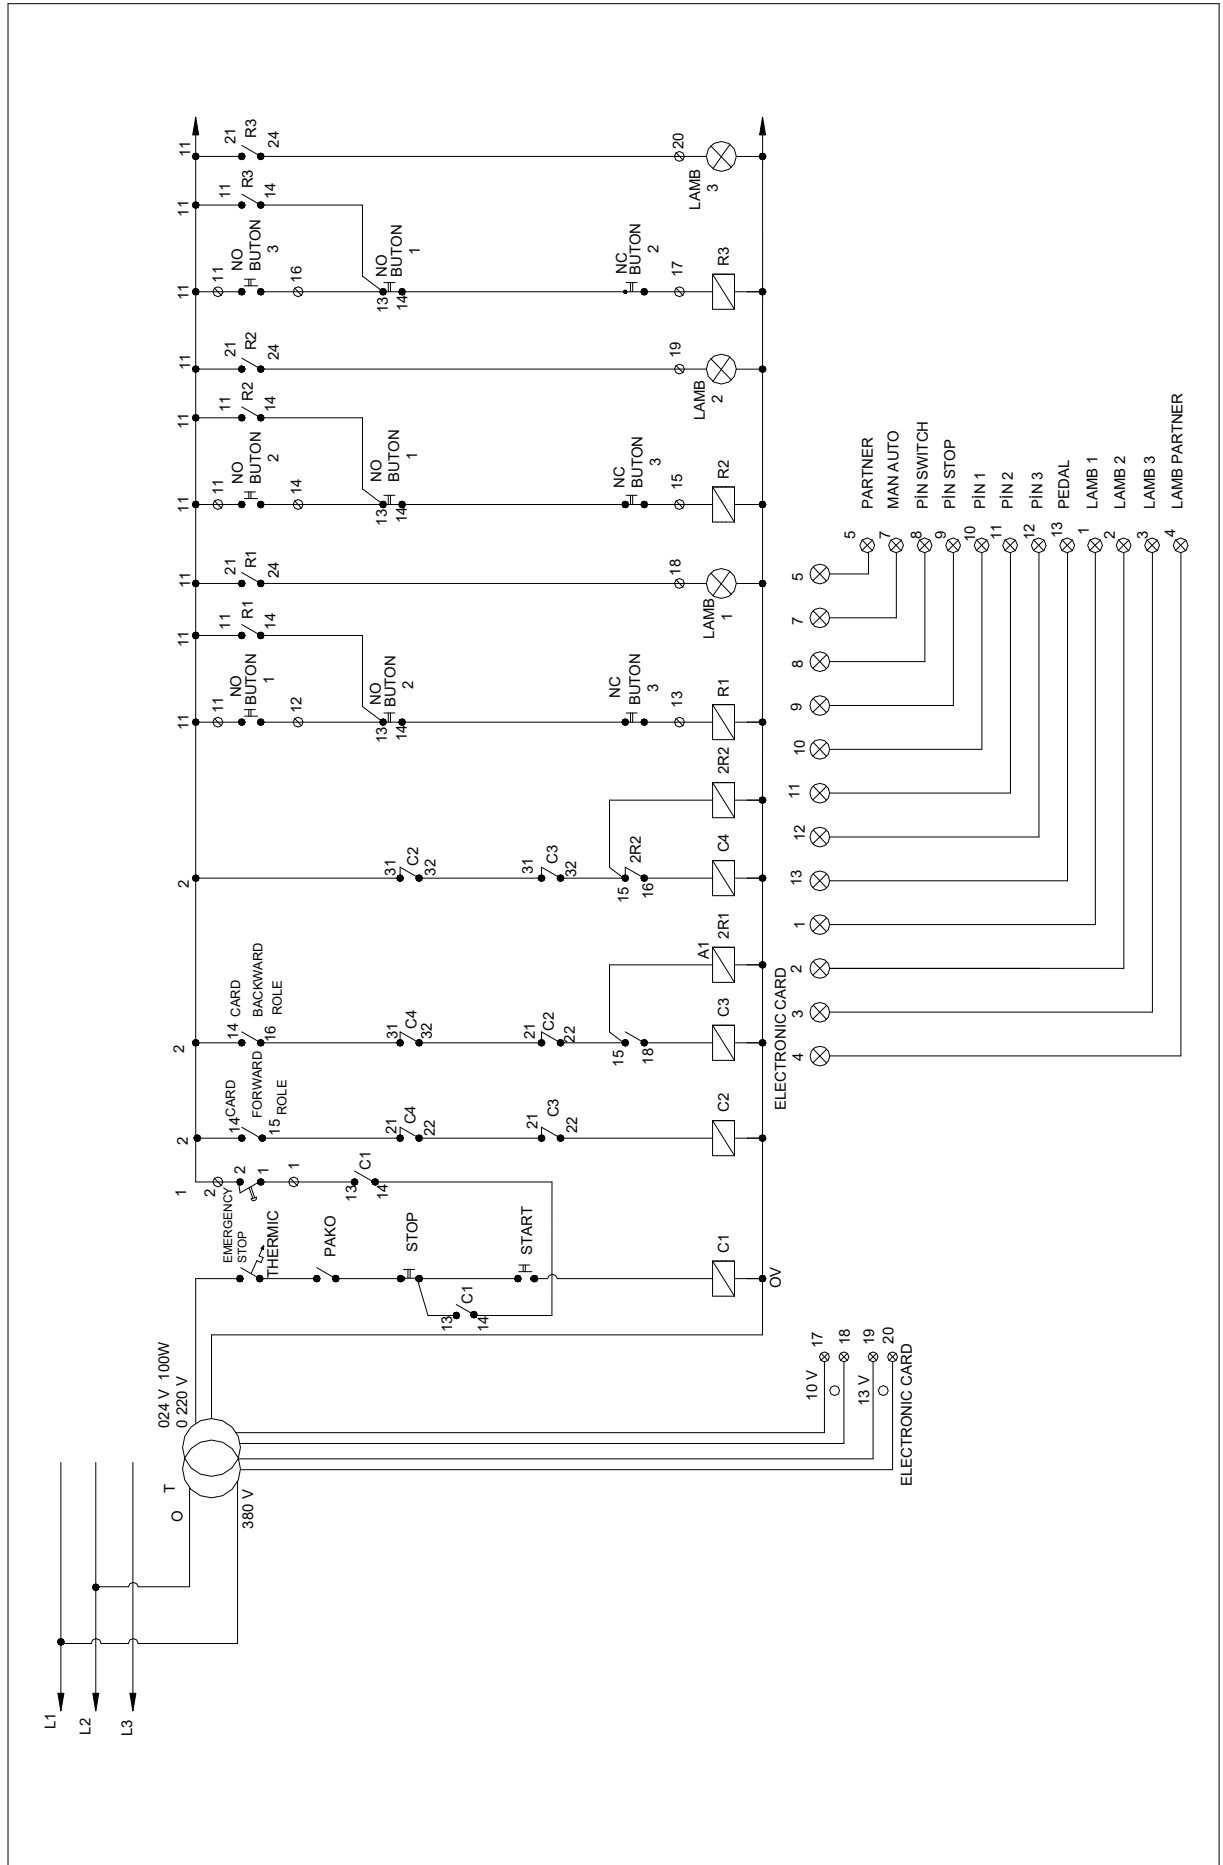 L1
L2
L3
O
T
380 V
024 V 100W
0 220 V
10 V
17
18
13 V
19
20
ELECTRONIC CARD
EMERGENCY
STOP
THERMIC
PAKO
STOP
START
C1
13
14
C1
OV
1
2
2
1
1
13
C1
14
2
14
CARD
FORWARD
ROLE
15
21
C4
22
21
C3
22
C2
2
14
CARD
BACKWARD
ROLE
16
31
C4
32
21
C2
22
15
18
C3
A1
2R1
2
31
C2
32
31
C3
32
15
2R2
16
C4
2R2
11
11
NO
BUTON
1
12
13
14
NO
BUTON
2
NC
BUTON
3
13
R1
11
11
R1
14
11
21
R1
24
18
LAMB
1
11
11
NO
BUTON
2
14
13
14
NO
BUTON
1
NC
BUTON
3
15
R2
11
11
R2
14
11
21
R2
24
19
LAMB
2
11
11
NO
BUTON
3
16
13
14
NO
BUTON
1
NC
BUTON
2
17
R3
11
11
R3
14
11
21
R3
24
20
LAMB
3
ELECTRONIC CARD
4
3
2
1
13
12
11
10
9
8
7
5
5 PARTNER
7 MAN AUTO
8 PİN SWITCH
9 PİN STOP
10 PİN 1
11 PİN 2
12 PİN 3
13 PEDAL
1 LAMB 1
2 LAMB 2
3 LAMB 3
4 LAMB PARTNER